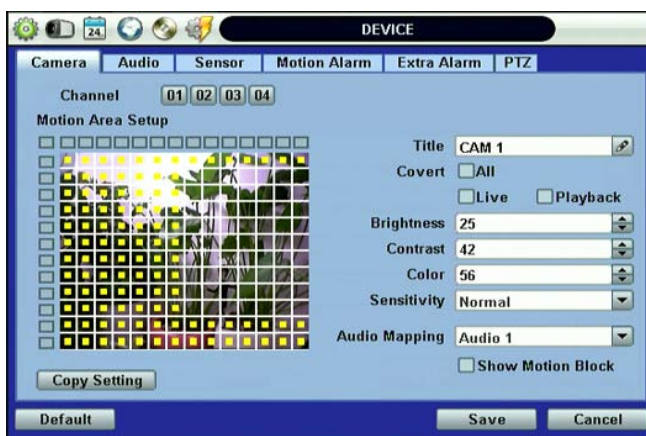 24
DEVICE
Camera Audio Sensor Motion Alarm Extra Alarm PTZ
Channel 01 02 03 04
Motion Area Setup
Title CAM 1
Covert All
Live Playback
Brightness 25
Contrast 42
Color 56
Sensitivity Normal
Audio Mapping Audio 1
Show Motion Block
Copy Setting
Default Save Cancel